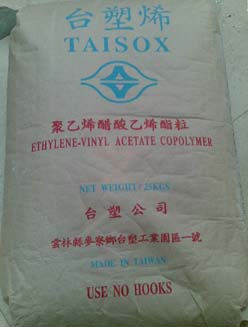 台塑烯
TAISOX
聚乙烯醋酸乙烯酯粒
ETHYLENE-VINYL ACETATE COPOLYMER
NET WEIGHT/25KGS
台塑公司
雲林縣麥寮鄉台塑工業園區一號
MADE IN TAIWAN
USE NO HOOKS